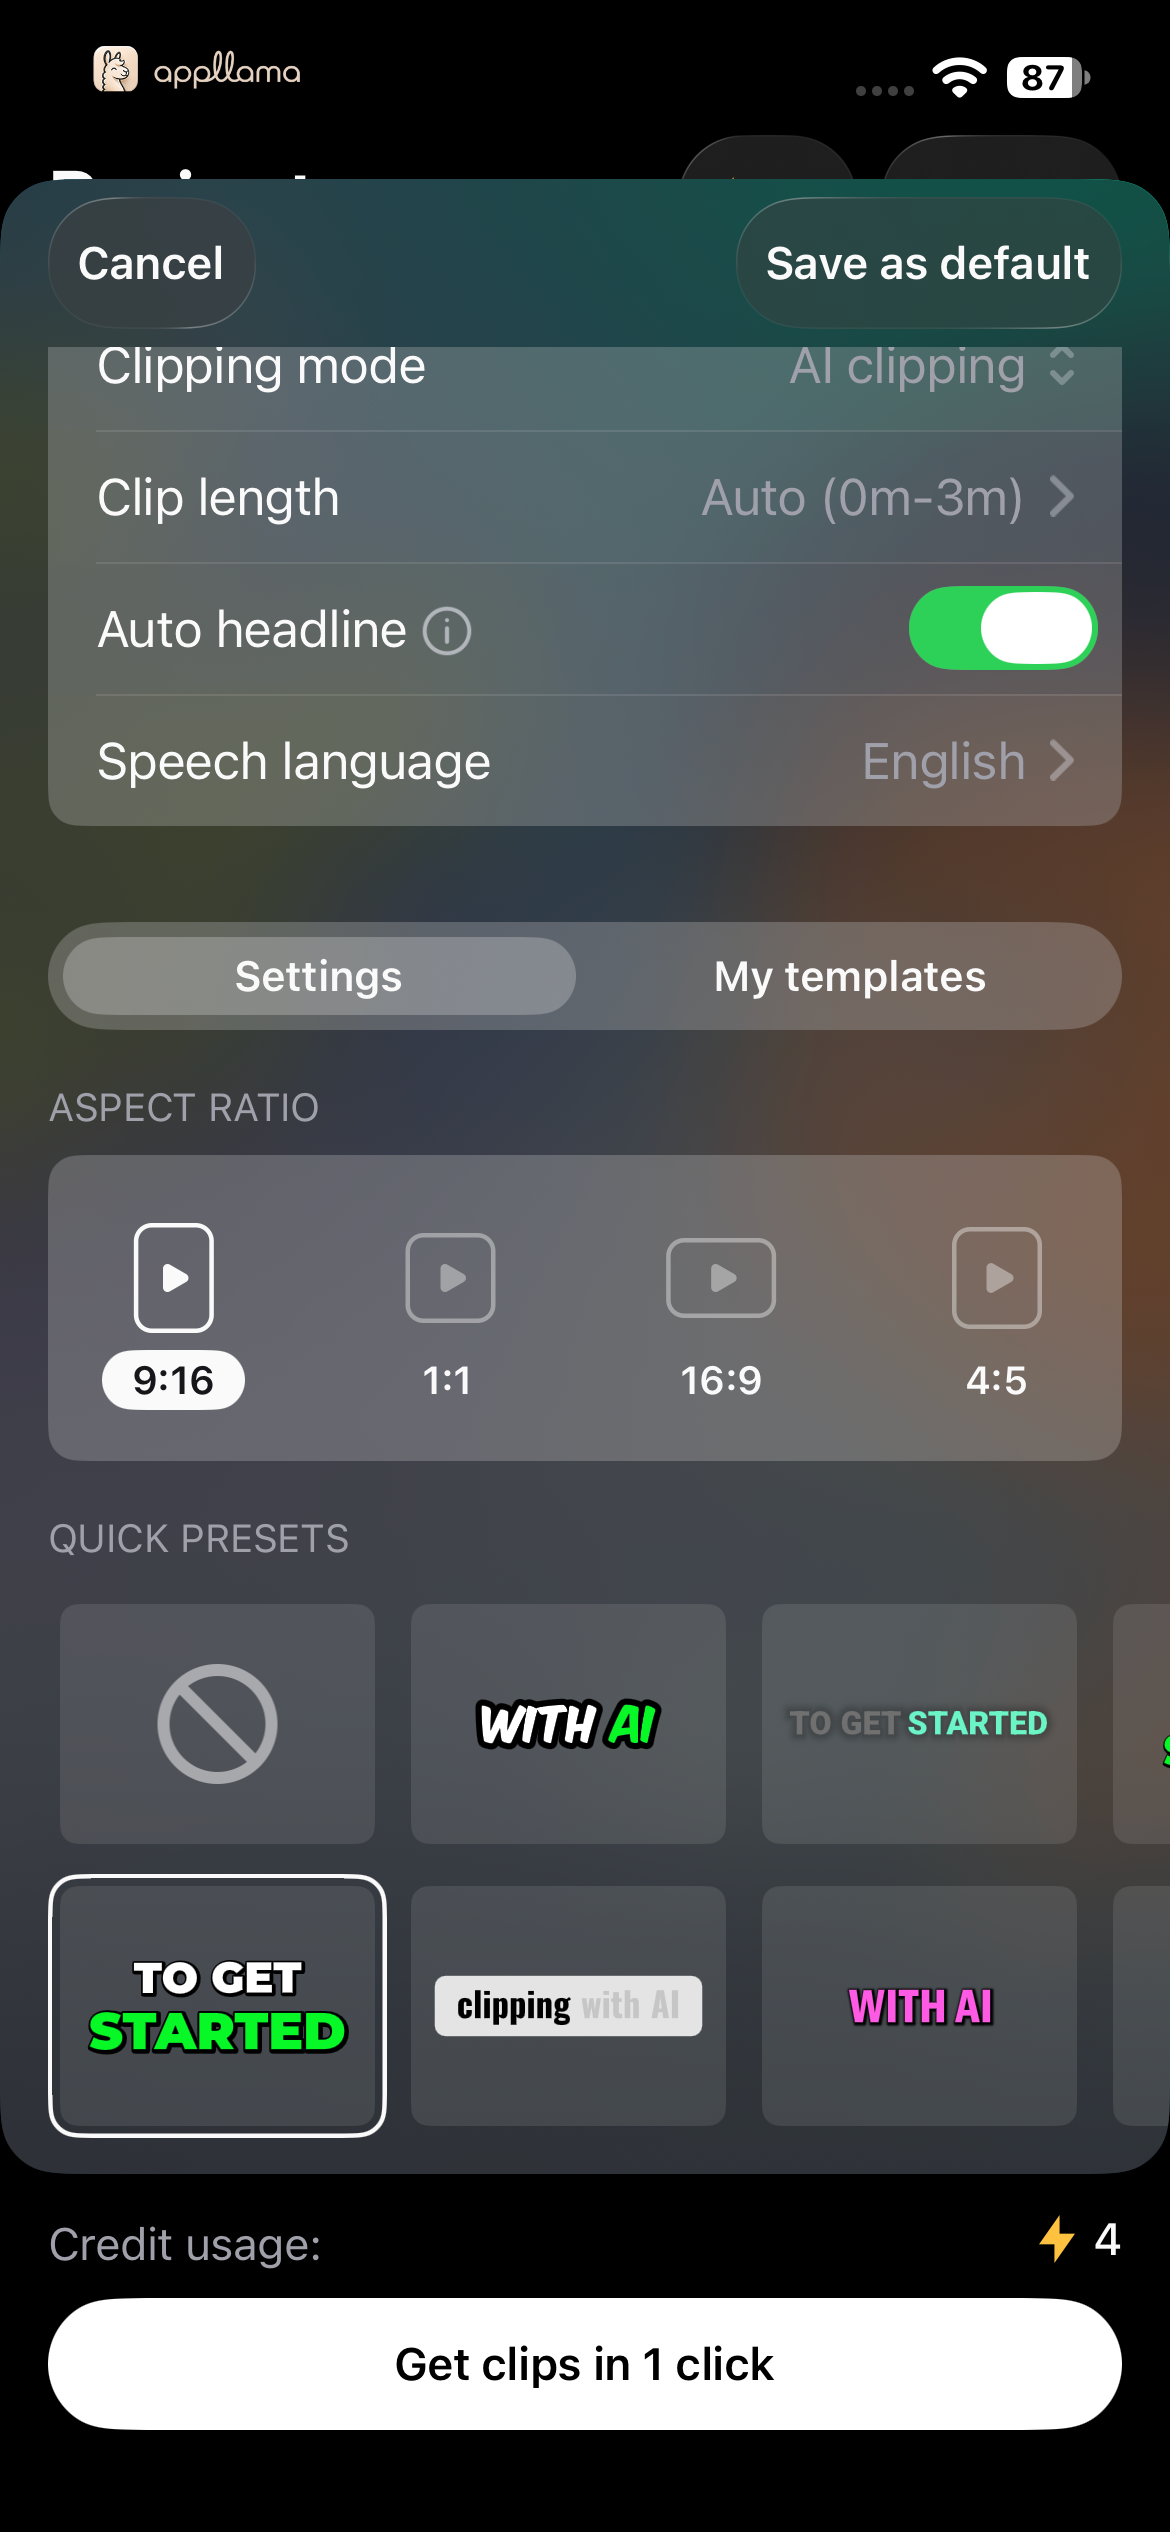 appllama
87
Cancel
Save as default
Clipping mode
AI clipping
Clip length
Auto (0m-3m)
Auto headline
Speech language
English
Settings
My templates
ASPECT RATIO
9:16
1:1
16:9
4:5
QUICK PRESETS
WITH AI
TO GET STARTED
TO GET
STARTED
clipping with AI
WITH AI
Credit usage:
4
Get clips in 1 click